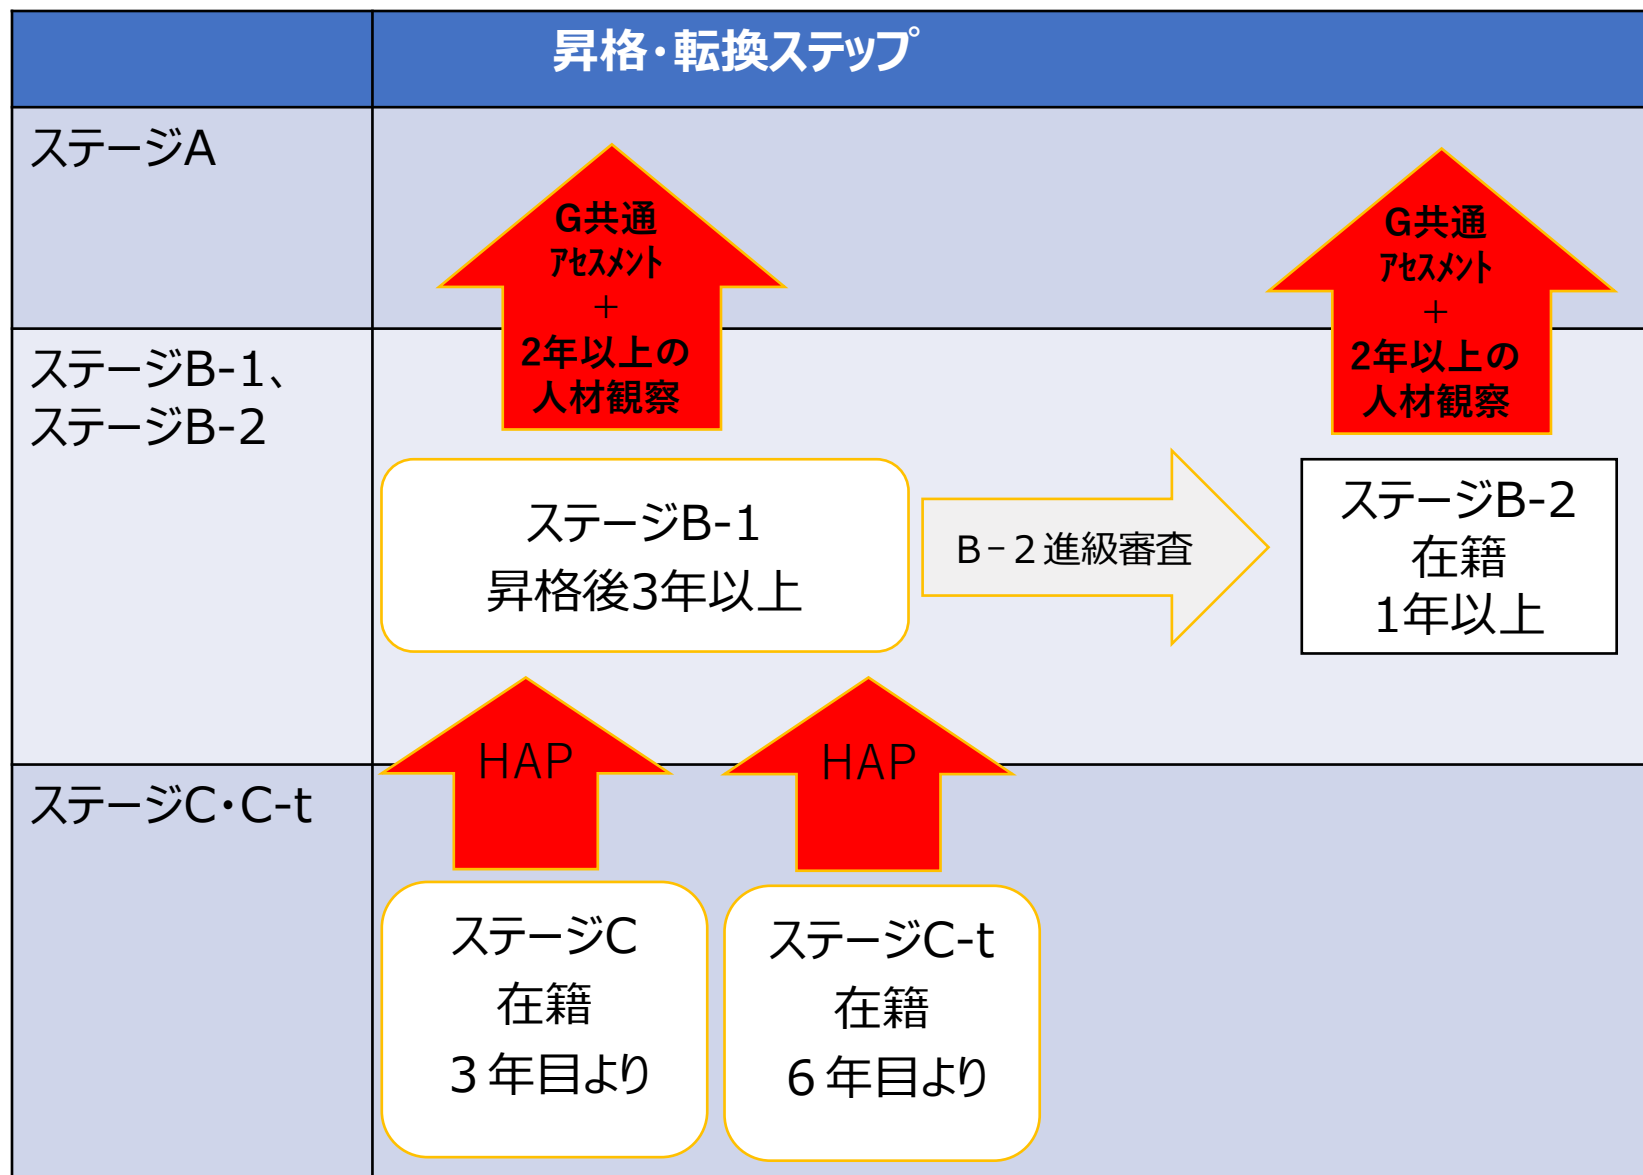 昇格・転換ステップ
ステージA
G共通
ｱｾｽﾒﾝﾄ
＋
2年以上の
人材観察
G共通
ｱｾｽﾒﾝﾄ
＋
2年以上の
人材観察
ステージB-1、
ステージB-2
ステージB-1
昇格後3年以上
B－２進級審査
ステージB-2
在籍
1年以上
HAP
HAP
ステージC・C-t
ステージC
在籍
３年目より
ステージC-t
在籍
６年目より